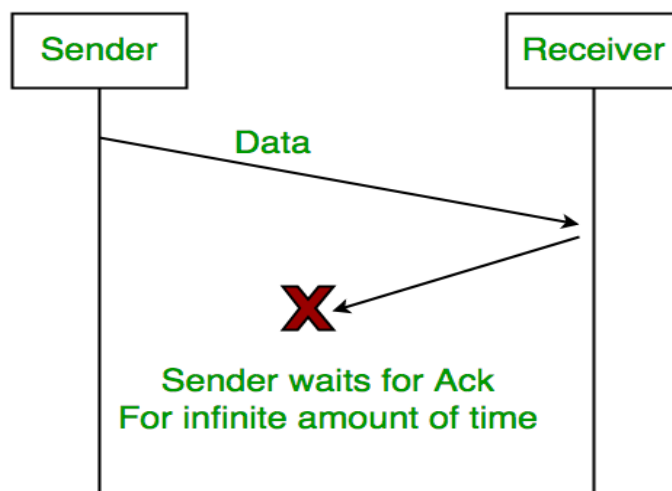 Sender
Receiver
Data
X
Sender waits for Ack
For infinite amount of time